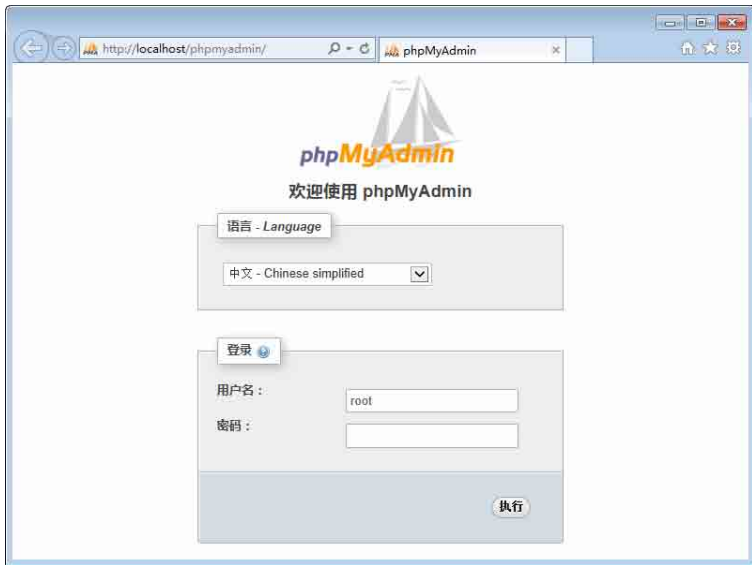 http://localhost/phpmyadmin/
phpMyAdmin
phpMyAdmin
欢迎使用 phpMyAdmin
语言 - Language
中文 - Chinese simplified
登录
用户名：
root
密码：
执行